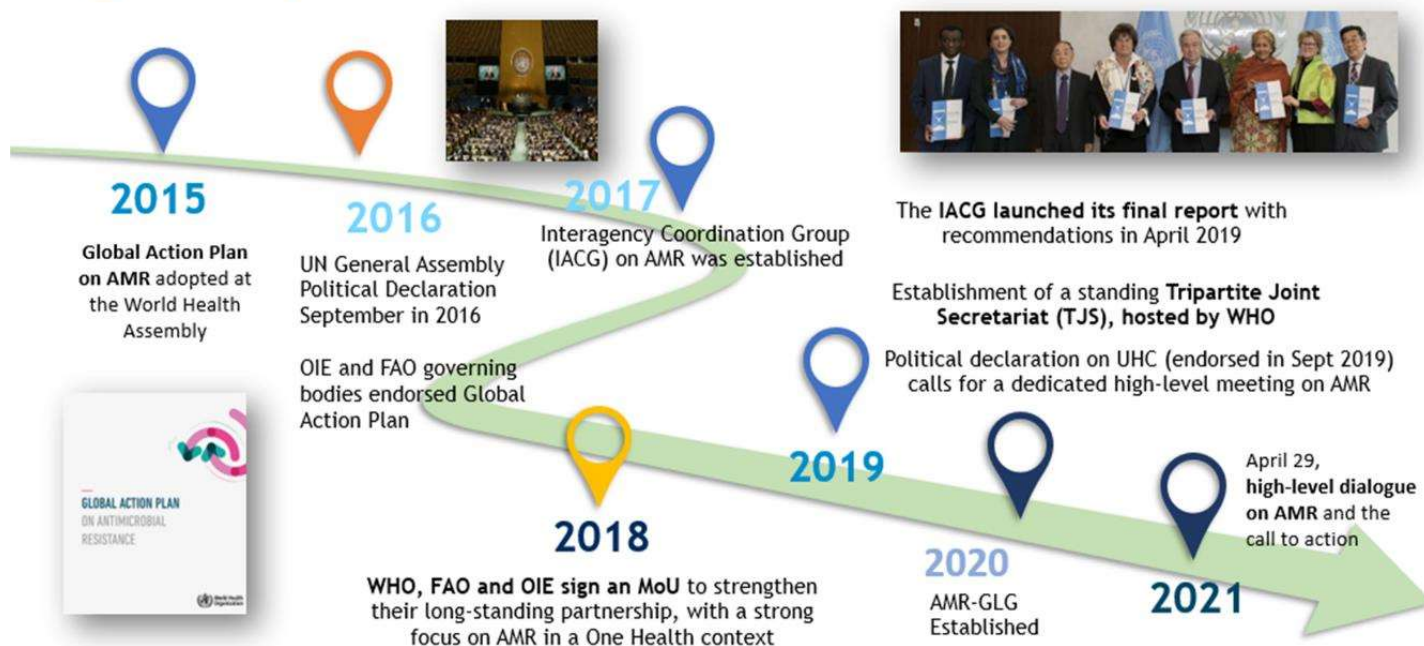 2015
Global Action Plan
on AMR adopted at
the World Health
Assembly
2016
UN General Assembly
Political Declaration
September in 2016
OIE and FAO governing
bodies endorsed Global
Action Plan
2017
Interagency Coordination Group
(IACG) on AMR was established
The IACG launched its final report with
recommendations in April 2019
Establishment of a standing Tripartite Joint
Secretariat (TJS), hosted by WHO
Political declaration on UHC (endorsed in Sept 2019)
calls for a dedicated high-level meeting on AMR
GLOBAL ACTION PLAN
ON ANTIMICROBIAL
RESISTANCE
World Health
Organization
2018
WHO, FAO and OIE sign an MoU to strengthen
their long-standing partnership, with a strong
focus on AMR in a One Health context
2019
2020
AMR-GLG
Established
April 29,
high-level dialogue
on AMR and the
call to action
2021